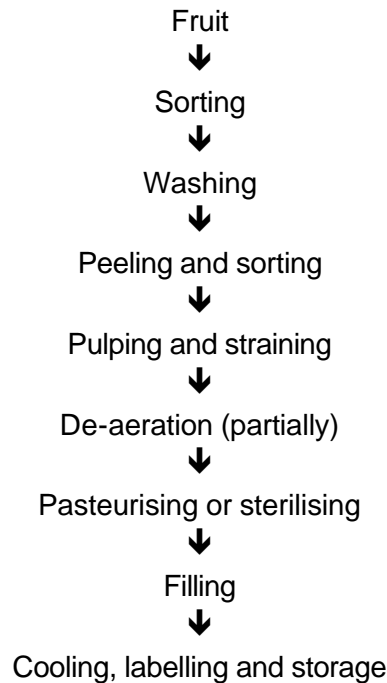 Fruit
Sorting
Washing
Peeling and sorting
Pulping and straining
De-aeration (partially)
Pasteurising or sterilising
Filling
Cooling, labelling and storage